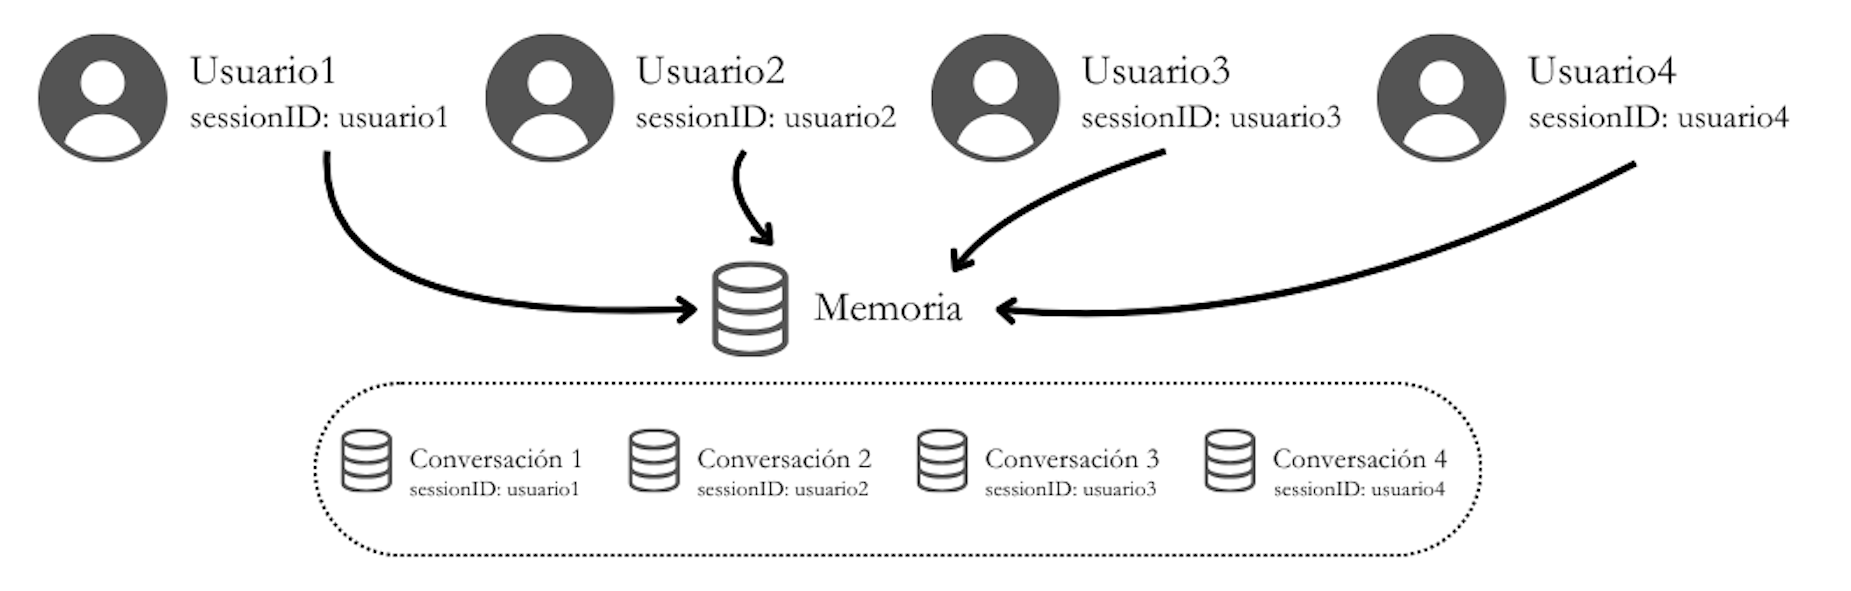 Usuario1
sessionID: usuario1
Usuario2
sessionID: usuario2
Usuario3
sessionID: usuario3
Usuario4
sessionID: usuario4
Memoria
Conversación 1
sessionID: usuario1
Conversación 2
sessionID: usuario2
Conversación 3
sessionID: usuario3
Conversación 4
sessionID: usuario4